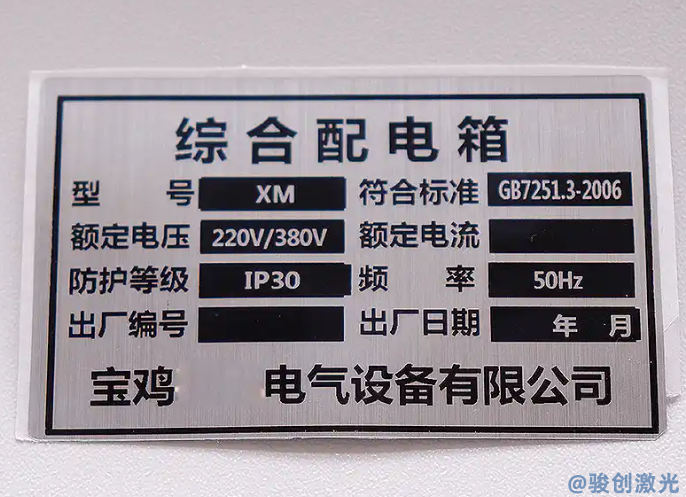 综合配电箱
型号 XM 符合标准 GB7251.3-2006
额定电压 220V/380V 额定电流
防护等级 IP30 频率 50Hz
出厂编号 出厂日期 年 月
宝鸡 电气设备有限公司
@骏创激光